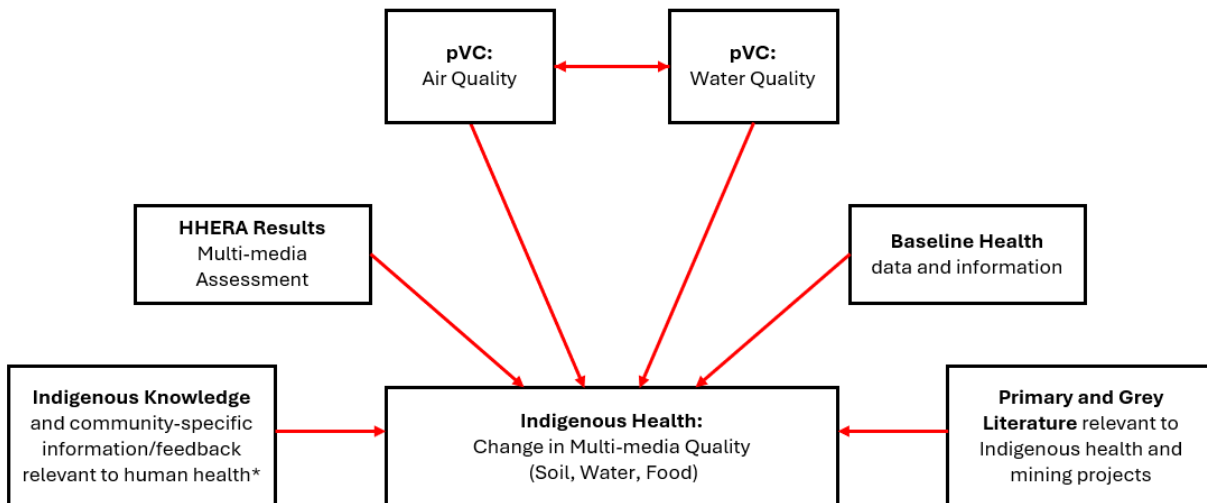 pVC:
Air Quality
pVC:
Water Quality
HHERA Results
Multi-media
Assessment
Baseline Health
data and information
Indigenous Knowledge
and community-specific
information/feedback
relevant to human health*
Indigenous Health:
Change in Multi-media Quality
(Soil, Water, Food)
Primary and Grey
Literature relevant to
Indigenous health and
mining projects